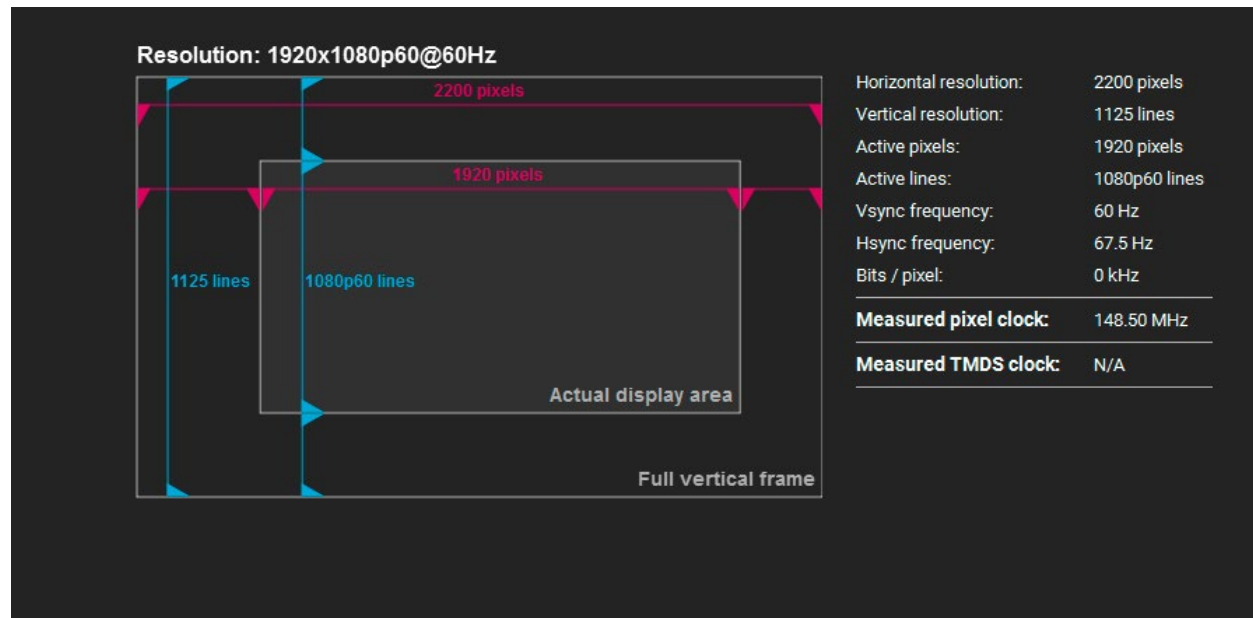 Resolution: 1920x1080p60@60Hz
2200 pixels
1920 pixels
1125 lines
1080p60 lines
Actual display area
Full vertical frame
Horizontal resolution: 2200 pixels
Vertical resolution: 1125 lines
Active pixels: 1920 pixels
Active lines: 1080p60 lines
Vsync frequency: 60 Hz
Hsync frequency: 67.5 Hz
Bits / pixel: 0 kHz
Measured pixel clock: 148.50 MHz
Measured TMDS clock: N/A